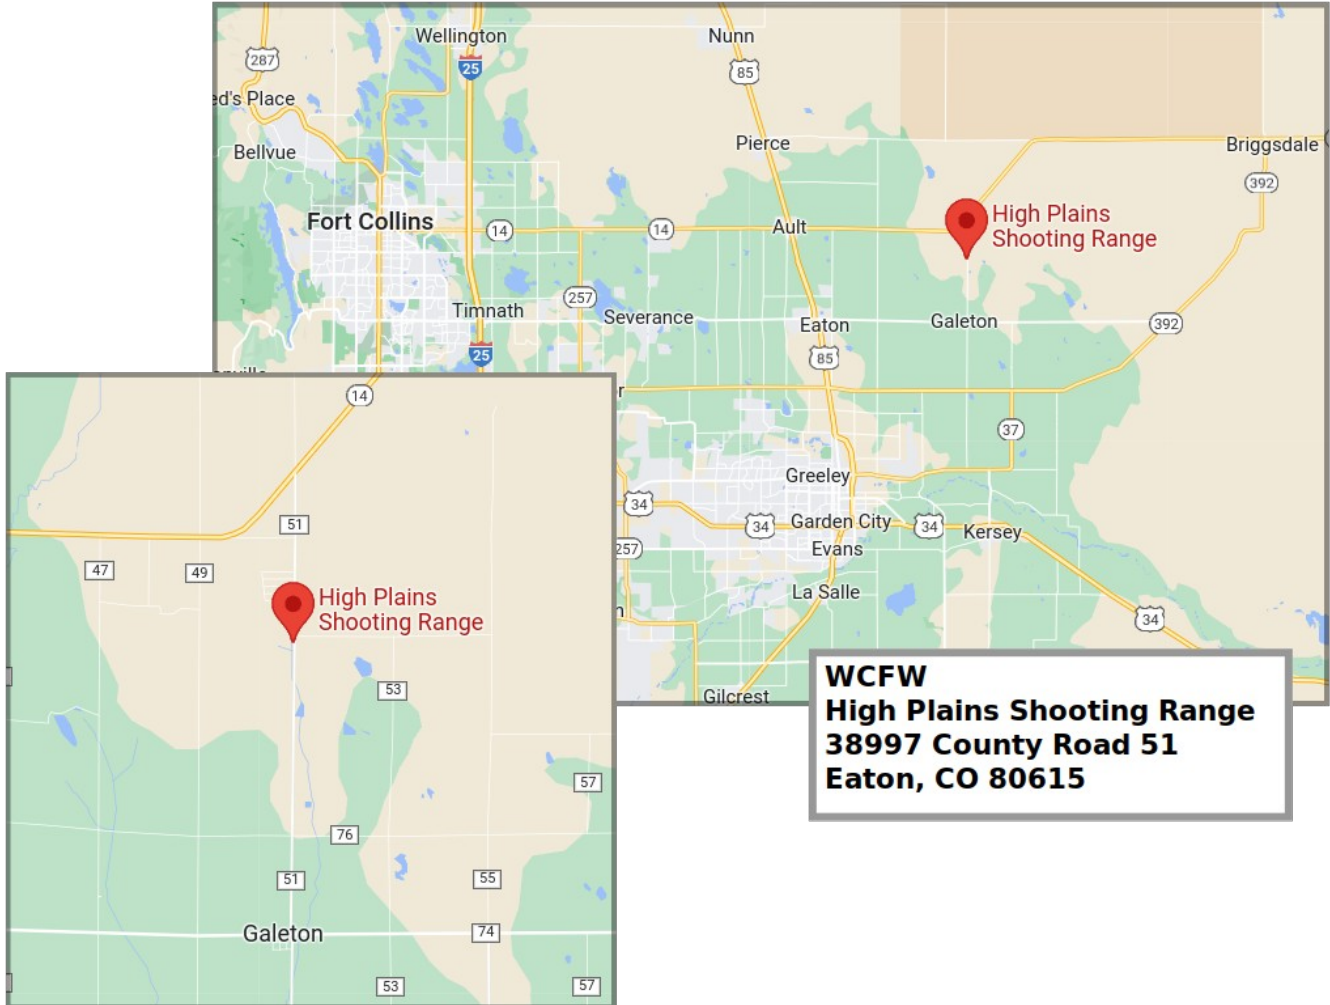 Wellington
Nunn
287
25
85
ed's Place
Pierce
Briggsdale
Bellvue
392
High Plains
Shooting Range
Fort Collins
14
14
Ault
257
Timnath
Severance
Eaton
Galeton
392
25
85
r
37
Greeley
34
34
Garden City
34
Kersey
257
Evans
La Salle
n
34
Gilcrest
14
51
47
49
High Plains
Shooting Range
53
57
76
51
55
Galeton
74
53
57
WCFW
High Plains Shooting Range
38997 County Road 51
Eaton, CO 80615